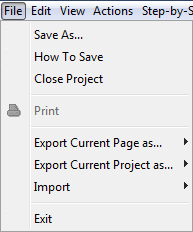 File Edit View Actions Step-by-S
Save As...
How To Save
Close Project
Print
Export Current Page as...
Export Current Project as...
Import
Exit